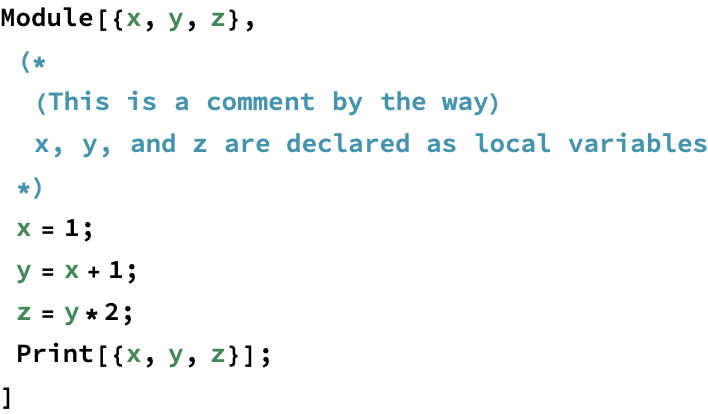 Module[{x, y, z},
(*
(This is a comment by the way)
x, y, and z are declared as local variables
*)
x = 1;
y = x + 1;
z = y * 2;
Print[{x, y, z}];
]